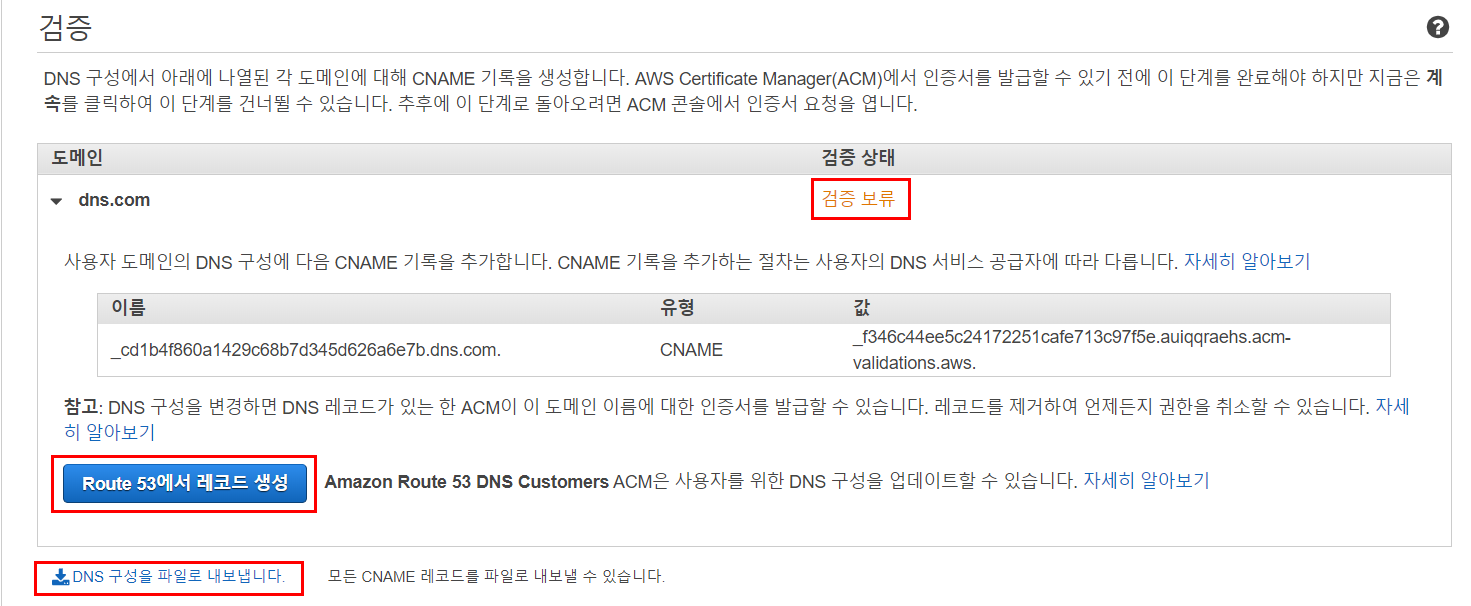 검증
DNS 구성에서 아래에 나열된 각 도메인에 대해 CNAME 기록을 생성합니다. AWS Certificate Manager(ACM)에서 인증서를 발급할 수 있기 전에 이 단계를 완료해야 하지만 지금은 계
속를 클릭하여 이 단계를 건너뛸 수 있습니다. 추후에 이 단계로 돌아오려면 ACM 콘솔에서 인증서 요청을 엽니다.
도메인 검증 상태
dns.com 검증 보류
사용자 도메인의 DNS 구성에 다음 CNAME 기록을 추가합니다. CNAME 기록을 추가하는 절차는 사용자의 DNS 서비스 공급자에 따라 다릅니다. 자세히 알아보기
이름 유형 값
_cd1b4f860a1429c68b7d345d626a6e7b.dns.com. CNAME _f346c44ee5c24172251cafe713c97f5e.auiqqraehs.acm-
validations.aws.
참고: DNS 구성을 변경하면 DNS 레코드가 있는 한 ACM이 이 도메인 이름에 대한 인증서를 발급할 수 있습니다. 레코드를 제거하여 언제든지 권한을 취소할 수 있습니다. 자세
히 알아보기
Route 53에서 레코드 생성 Amazon Route 53 DNS Customers ACM은 사용자를 위한 DNS 구성을 업데이트할 수 있습니다. 자세히 알아보기
DNS 구성을 파일로 내보냅니다. 모든 CNAME 레코드를 파일로 내보낼 수 있습니다.